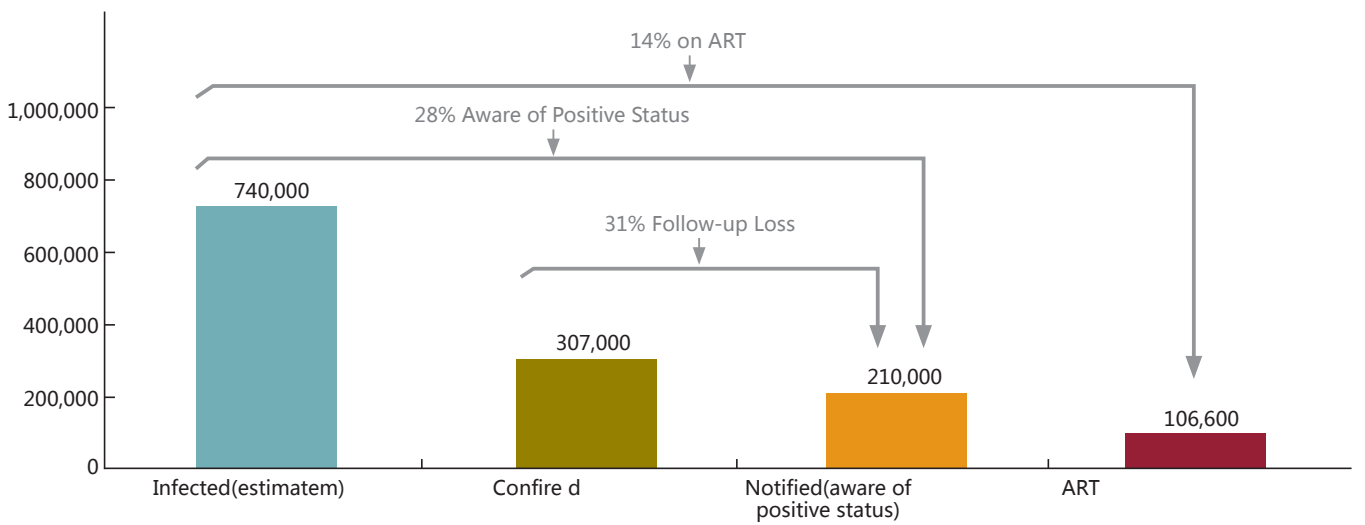 14% on ART
1,000,000
28% Aware of Positive Status
800,000
740,000
31% Follow-up Loss
600,000
400,000
307,000
210,000
200,000
106,600
0
Infected(estimatem)
Confire d
Notified(aware of
positive status)
ART